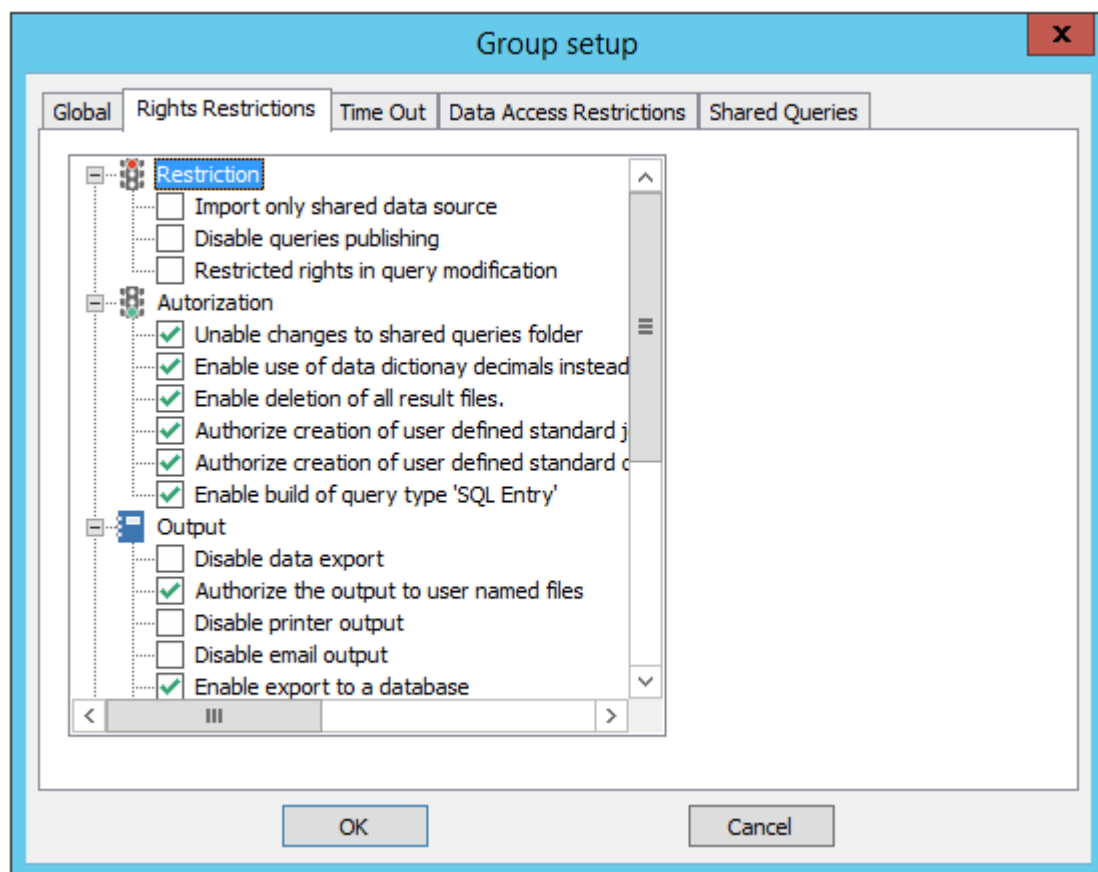 Group setup
x
Global Rights Restrictions Time Out Data Access Restrictions Shared Queries
Restriction
Import only shared data source
Disable queries publishing
Restricted rights in query modification
Autorization
Unable changes to shared queries folder
Enable use of data dictionay decimals instead
Enable deletion of all result files.
Authorize creation of user defined standard j
Authorize creation of user defined standard
Enable build of query type 'SQL Entry'
Output
Disable data export
Authorize the output to user named files
Disable printer output
Disable email output
Enable export to a database
OK Cancel